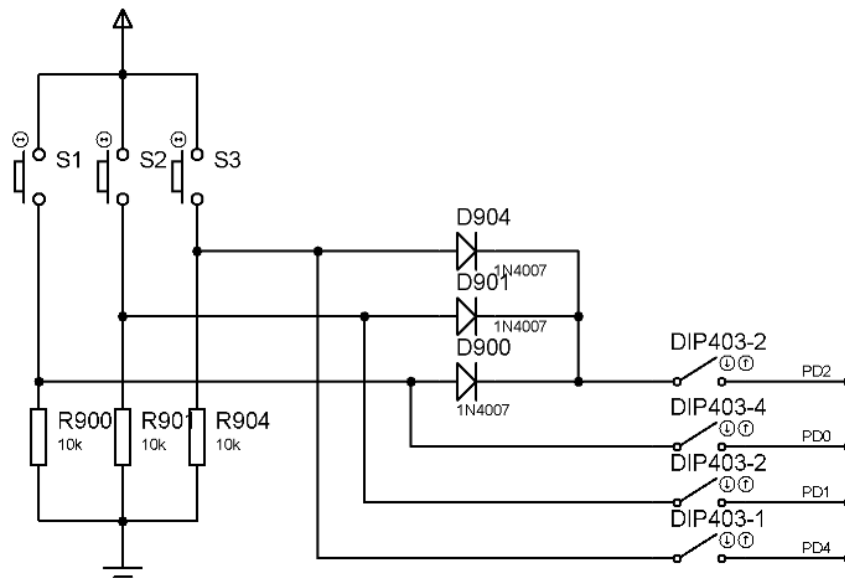 S1
S2
S3
D904
1N4007
D901
1N4007
D900
1N4007
DIP403-2
PD2
DIP403-4
PD0
DIP403-2
PD1
DIP403-1
PD4
R900
10k
R901
10k
R904
10k